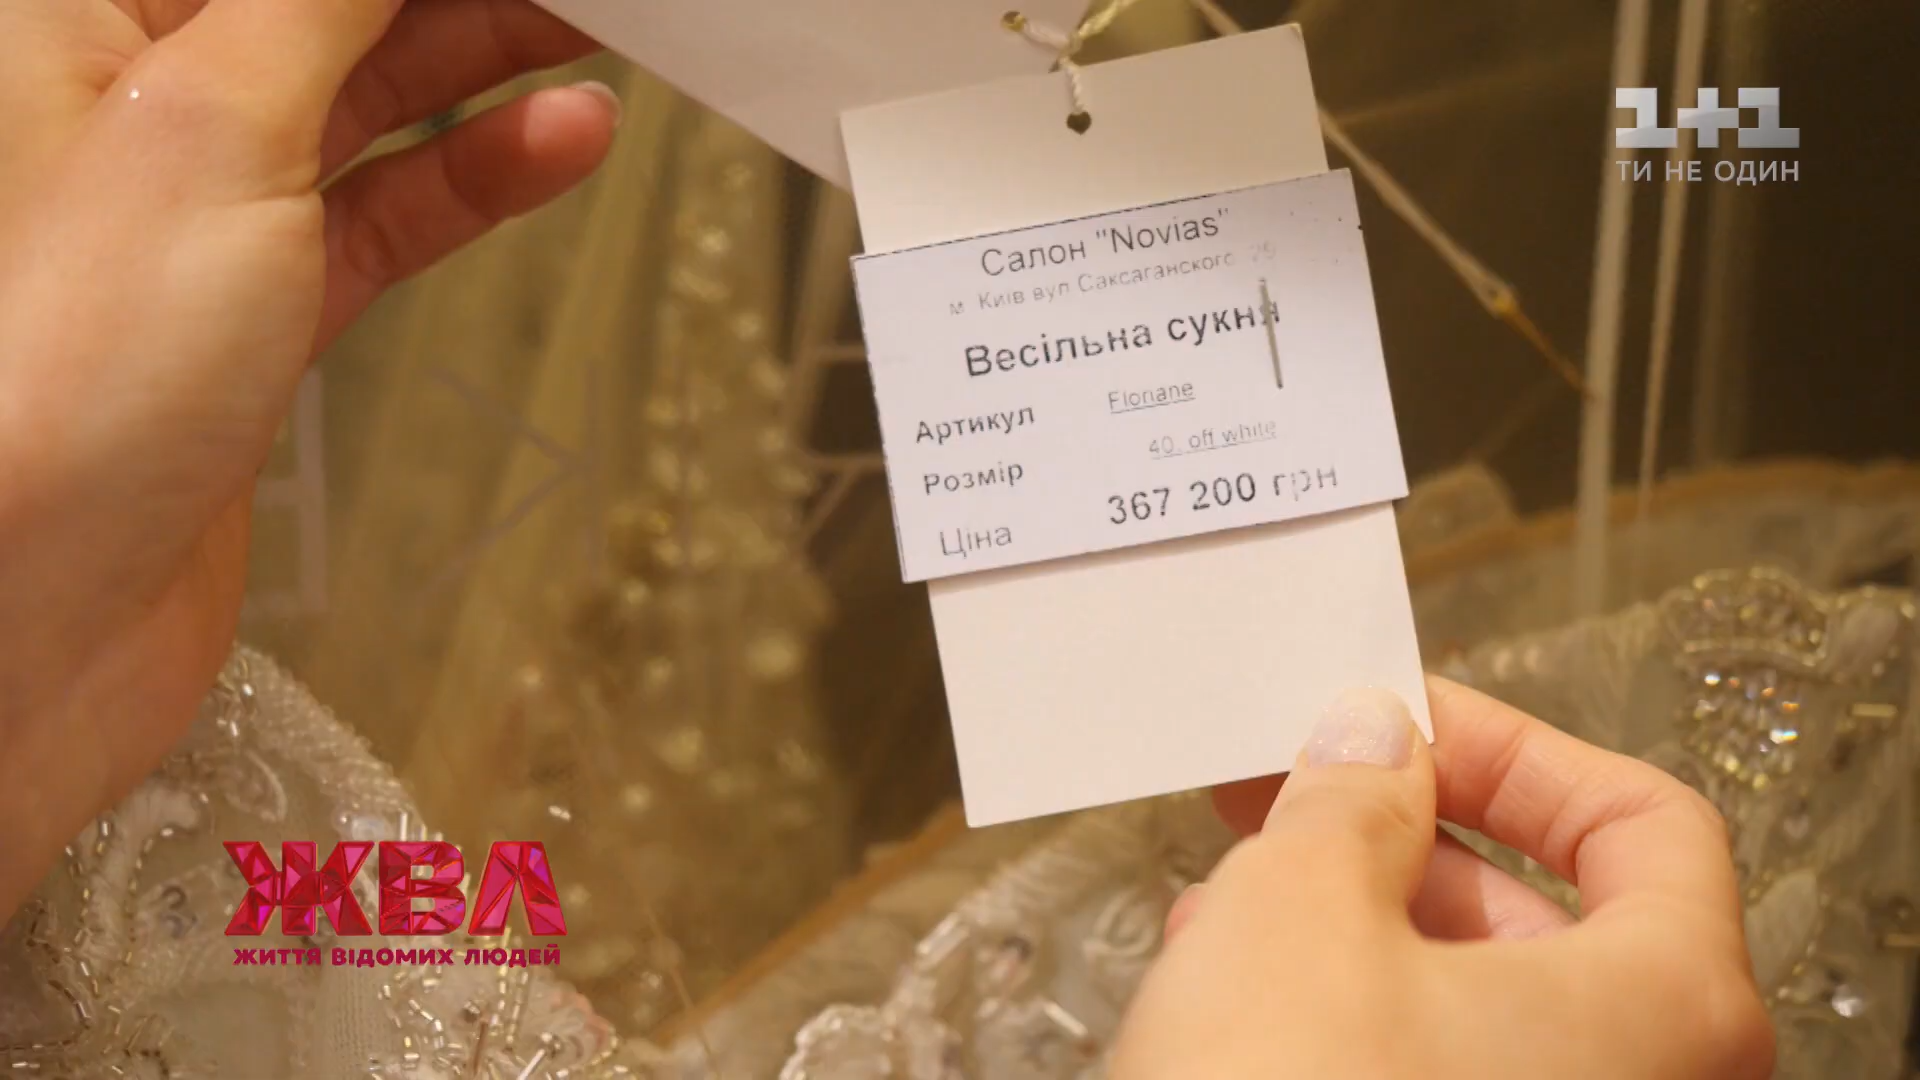 1+1
ТИ НЕ ОДИН
Салон "Novias"
м Київ вул Саксаганского
Весільна сукня
Артикул Floriane
Розмір 40, off white
Ціна 367 200 грн
ЖВЛ
ЖИТТЯ ВІДОМИХ ЛЮДЕЙ